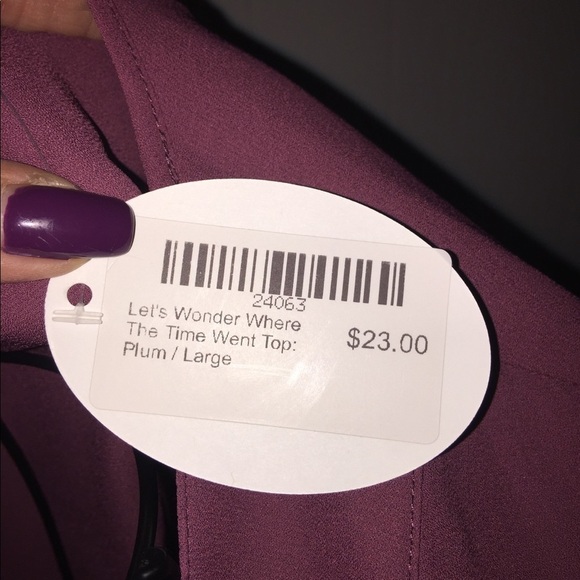 24063
Let's Wonder Where
The Time Went Top:
Plum / Large
$23.00